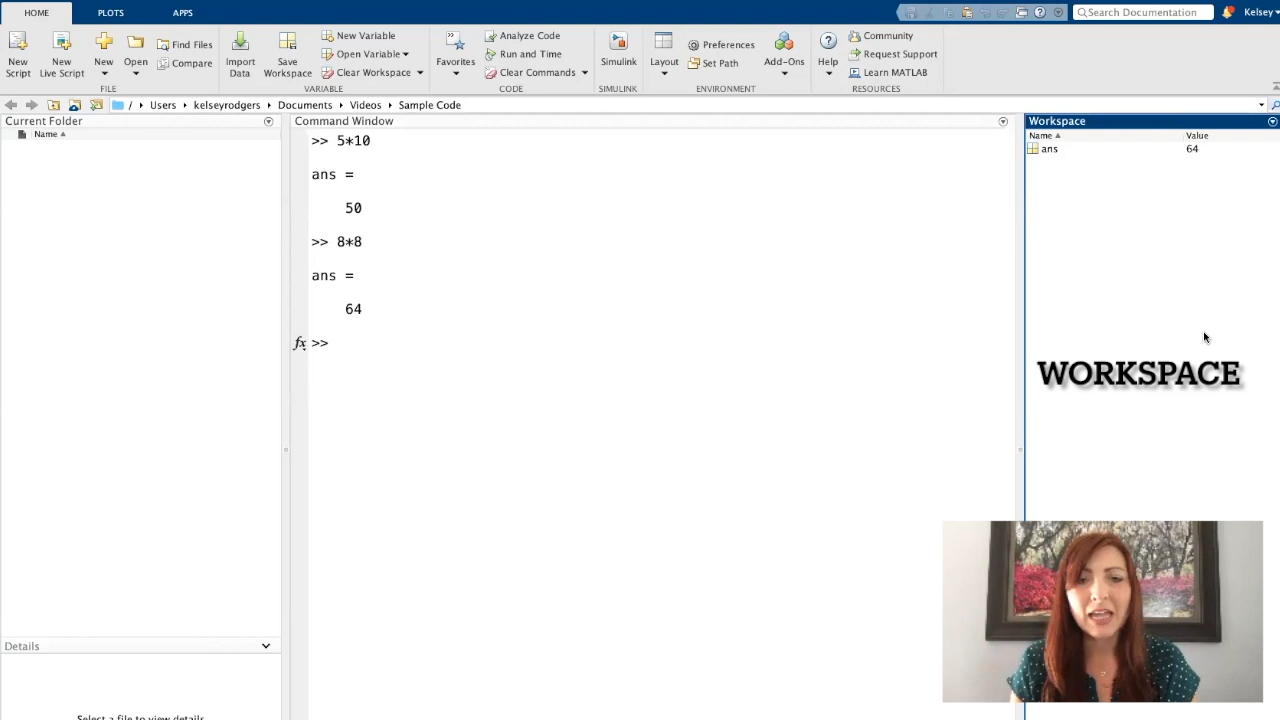 HOME PLOTS APPS Search Documentation Kelsey
New Script New Live Script New Open Find Files Compare FILE
Import Data Save Workspace New Variable Open Variable Clear Workspace VARIABLE
Favorites Analyze Code Run and Time Clear Commands CODE
Simulink SIMULINK
Layout Preferences Set Path Add-Ons ENVIRONMENT
Help Community Request Support Learn MATLAB RESOURCES
/ Users kelseyrodgers Documents Videos Sample Code
Current Folder
Name
Command Window
>> 5*10
ans =
50
>> 8*8
ans =
64
fx >>
Workspace
Name Value
ans 64
WORKSPACE
Details
Select a file to view details